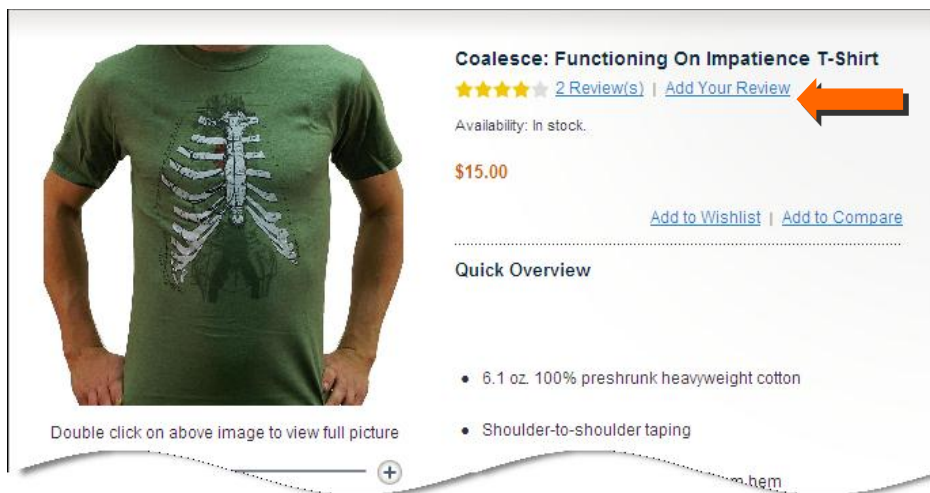 Coalesce: Functioning On Impatience T-Shirt
2 Review(s) | Add Your Review
Availability: In stock.
$15.00
Add to Wishlist | Add to Compare
Quick Overview
• 6.1 oz. 100% preshrunk heavyweight cotton
• Shoulder-to-shoulder taping
hem
Double click on above image to view full picture